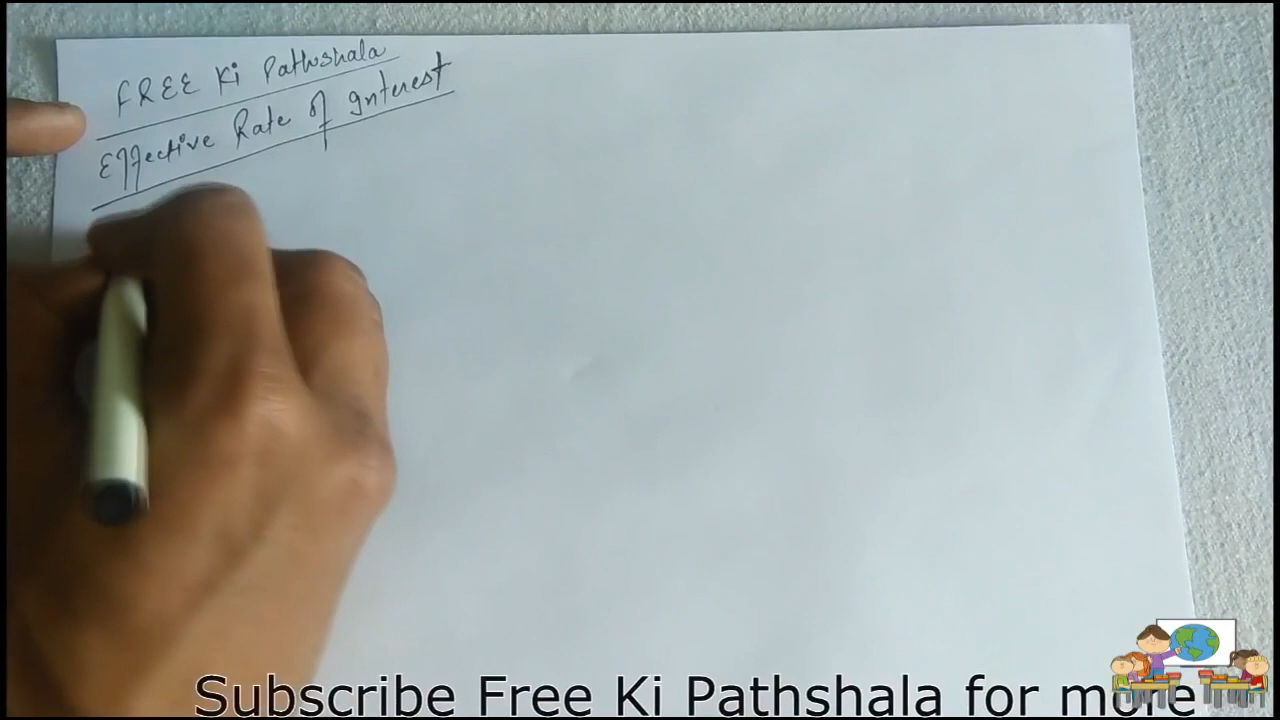 FREE Ki Pathshala
Effective Rate of Interest
Subscribe Free Ki Pathshala for more